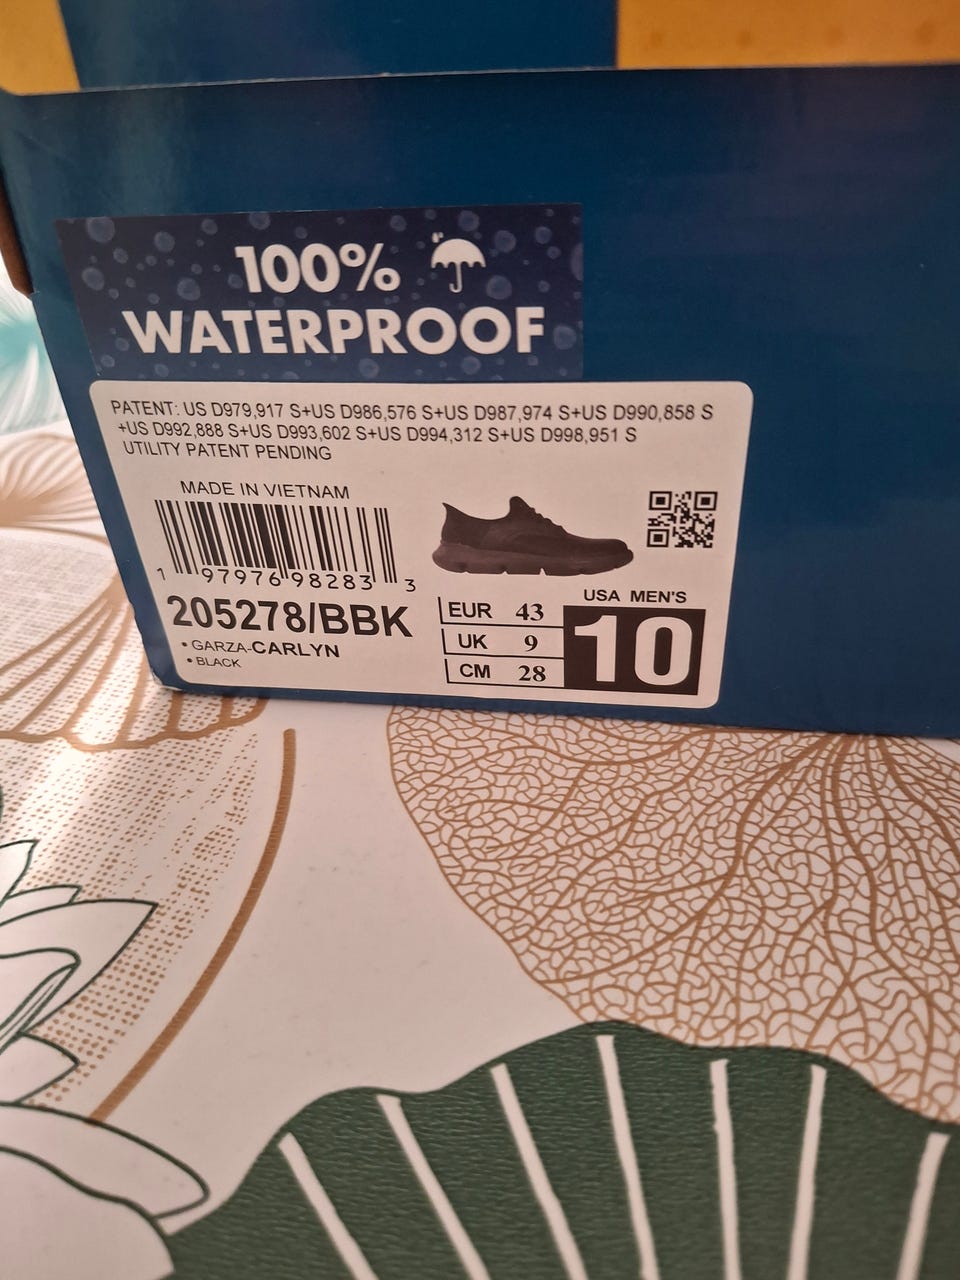 100%
WATERPROOF
PATENT: US D979,917 S+US D986,576 S+US D987,974 S+US D990,858 S
+US D992,888 S+US D993,602 S+US D994,312 S+US D998,951 S
UTILITY PATENT PENDING
MADE IN VIETNAM
1 97976 98283 3
205278/BBK
• GARZA-CARLYN
• BLACK
EUR 43
UK 9
CM 28
USA MEN'S
10